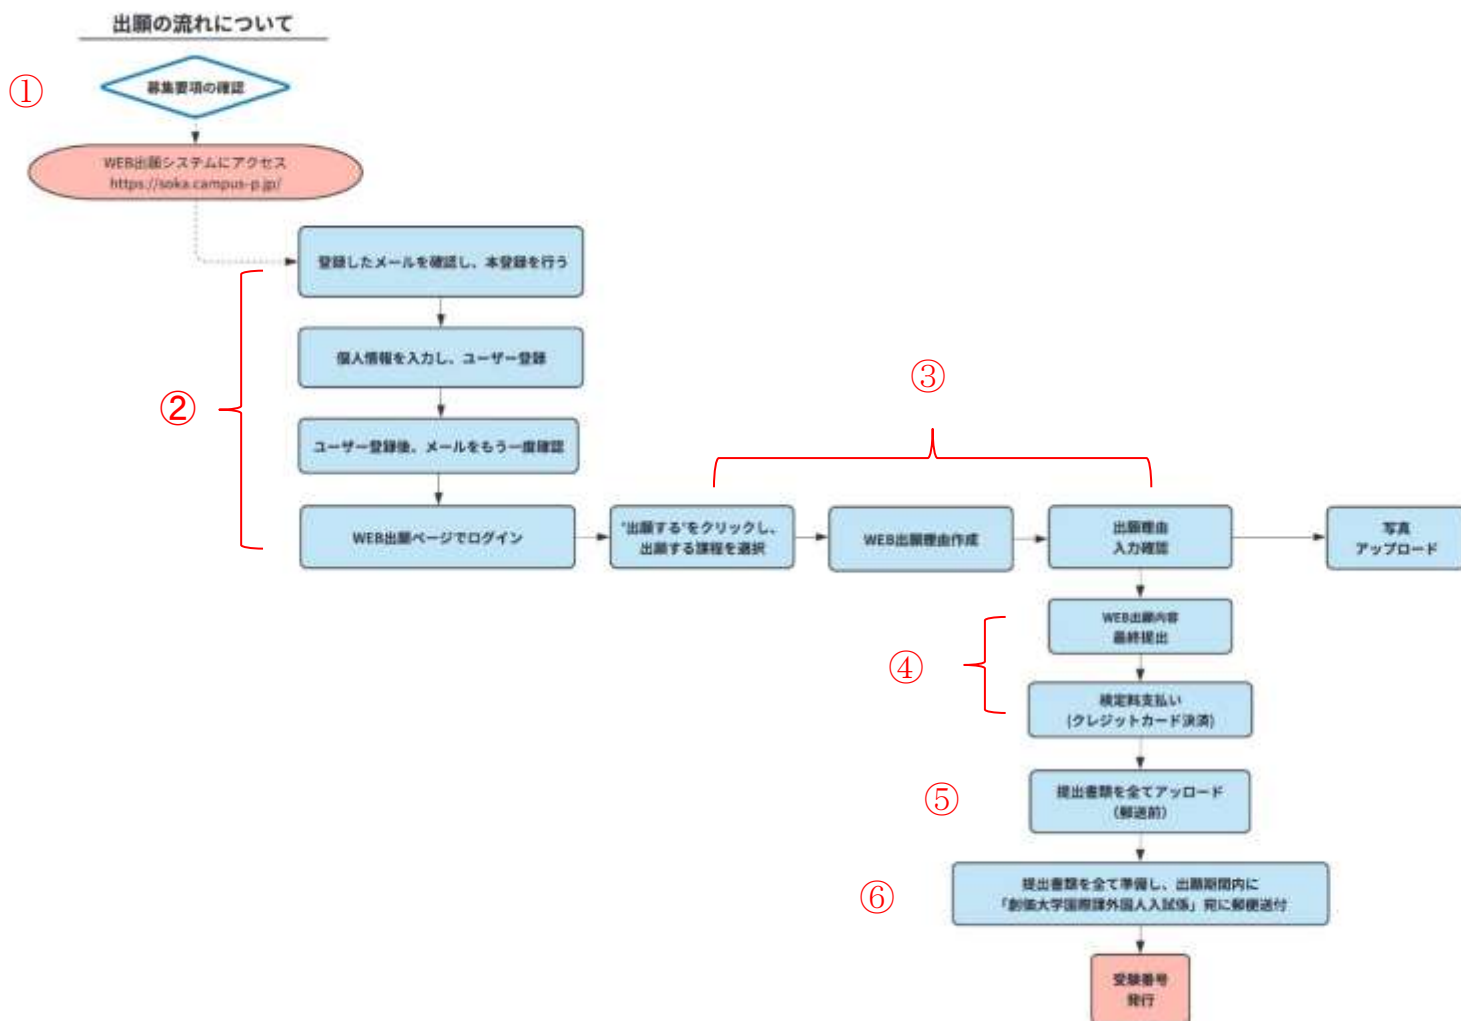 出願の流れについて
①
募集要項の確認
WEB出願システムにアクセス
https://soka.campus-p.jp/
②
登録したメールを確認し、本登録を行う
個人情報を入力し、ユーザー登録
ユーザー登録後、メールをもう一度確認
WEB出願ページでログイン
③
"出願する"をクリックし、
出願する課程を選択
WEB出願理由作成
出願理由
入力確認
写真
アップロード
④
WEB出願内容
最終提出
検定料支払い
(クレジットカード決済)
⑤
提出書類を全てアッロード
（郵送前）
⑥
提出書類を全て準備し、出願期間内に
「創価大学国際課外国人入試係」宛に郵便送付
受験番号
発行